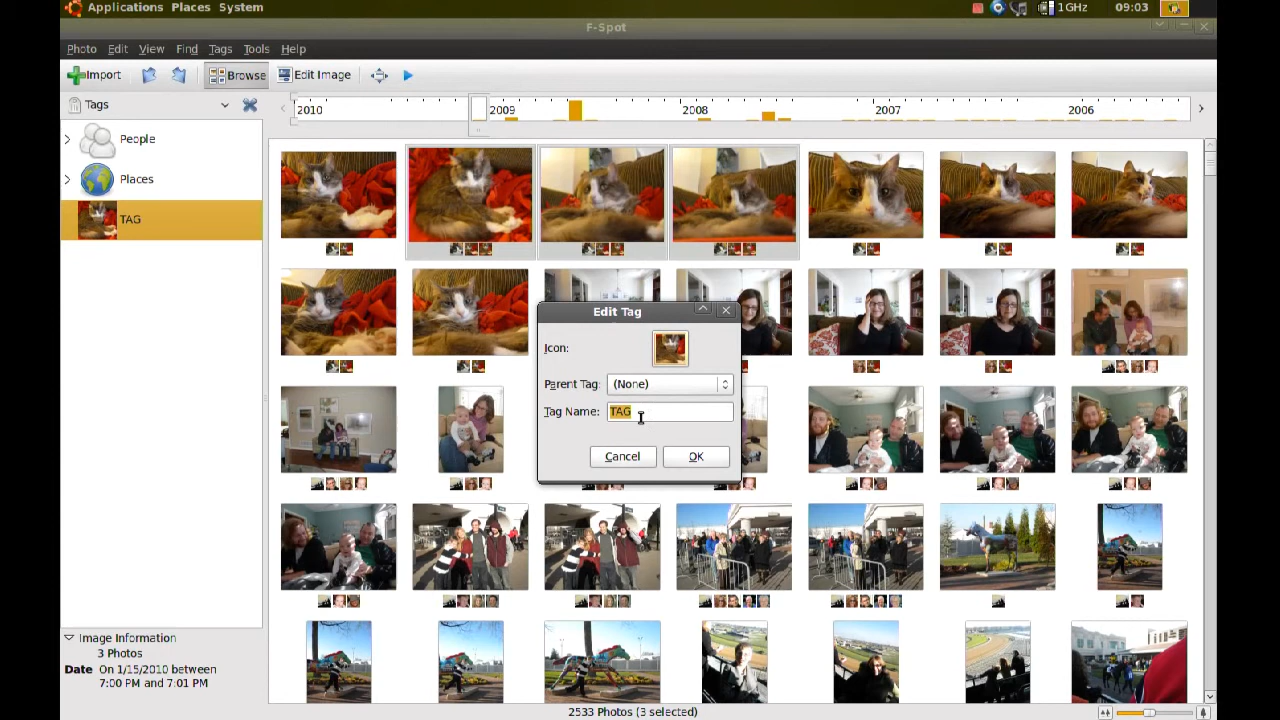 Applications Places System 1GHz 09:03
F-Spot
Photo Edit View Find Tags Tools Help
Import Browse Edit Image
Tags
2010 2009 2008 2007 2006
People
Places
TAG
Edit Tag
Icon:
Parent Tag: (None)
Tag Name: TAG
Cancel OK
Image Information
3 Photos
Date On 1/15/2010 between
7:00 PM and 7:01 PM
2533 Photos (3 selected)